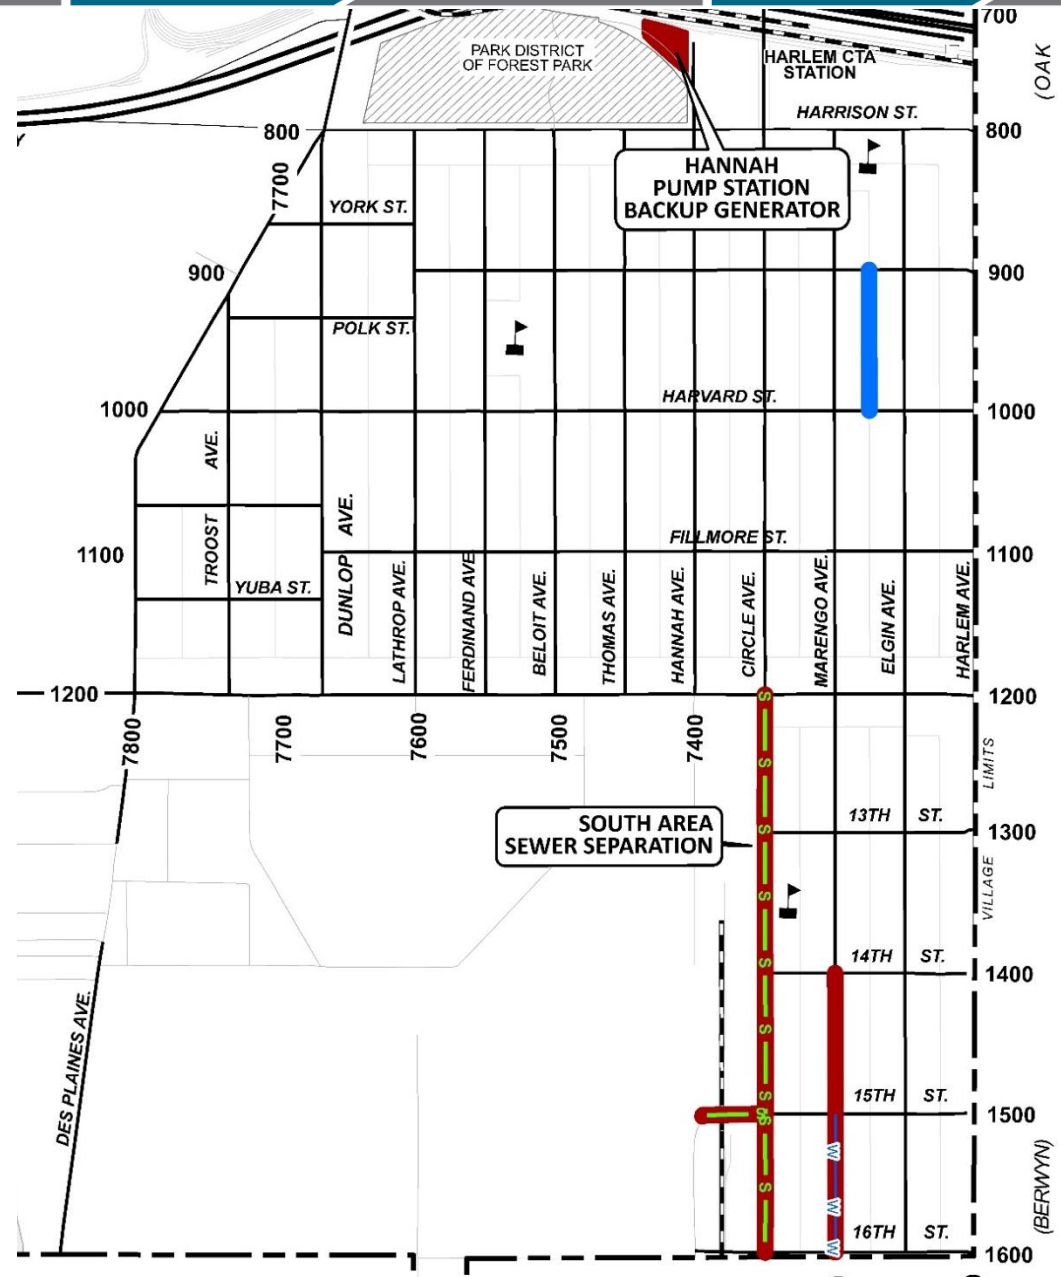 700
(OAK
PARK DISTRICT
OF FOREST PARK
HARLEM CTA
STATION
HARRISON ST.
800
800
HANNAH
PUMP STATION
BACKUP GENERATOR
7700
YORK ST.
900
900
POLK ST.
HARVARD ST.
1000
1000
AVE.
TROOST
DUNLOP AVE.
FILLMORE ST.
1100
1100
YUBA ST.
LATHROP AVE.
FERDINAND AVE
BELOIT AVE.
THOMAS AVE.
HANNAH AVE.
CIRCLE AVE.
MARENGO AVE.
ELGIN AVE.
HARLEM AVE.
1200
1200
7800
7700
7600
7500
7400
S
S
S
S
S
S
S
S
S
VILLAGE LIMITS
13TH ST.
1300
SOUTH AREA
SEWER SEPARATION
14TH ST.
1400
DES PLAINES AVE.
15TH ST.
1500
W
W
W
16TH ST.
1600
(BERWYN)